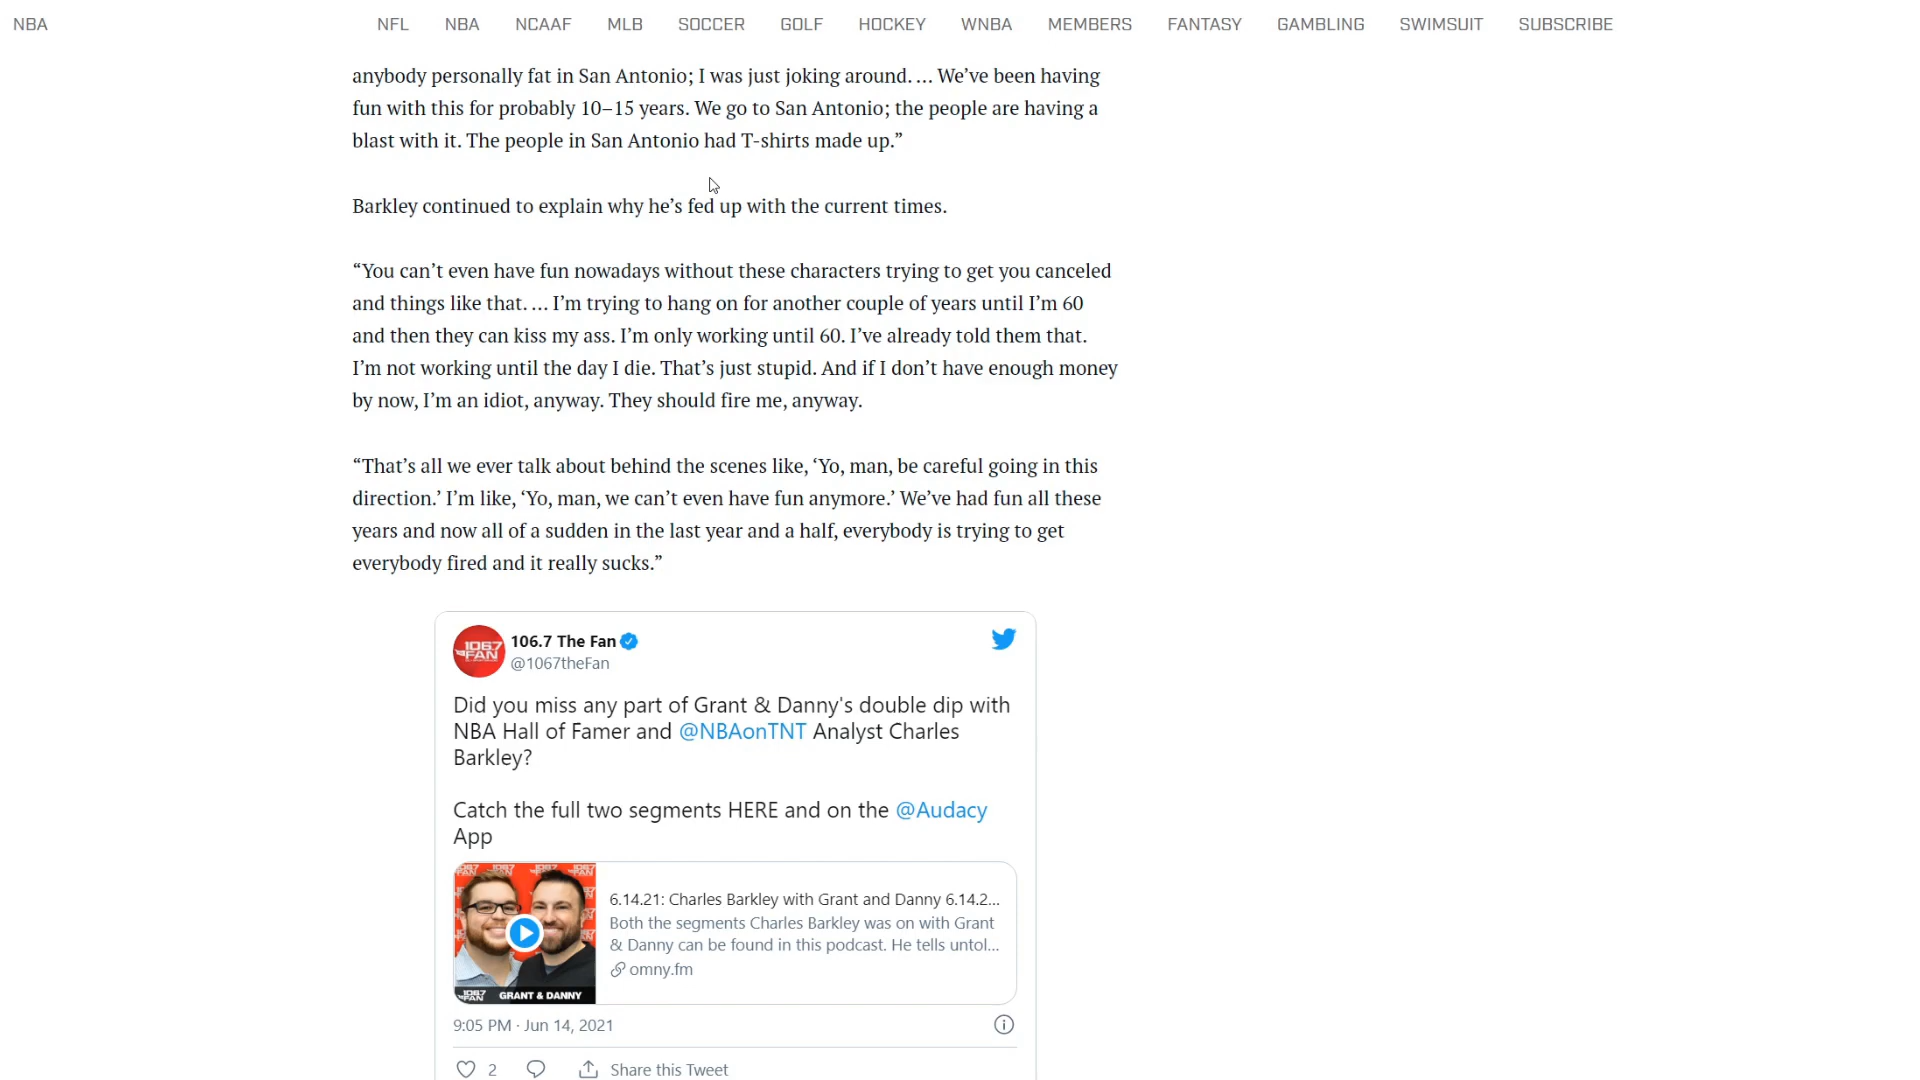 NBA
NFL NBA NCAAF MLB SOCCER GOLF HOCKEY WNBA MEMBERS FANTASY GAMBLING SWIMSUIT SUBSCRIBE
anybody personally fat in San Antonio; I was just joking around. … We’ve been having
fun with this for probably 10–15 years. We go to San Antonio; the people are having a
blast with it. The people in San Antonio had T-shirts made up.”
Barkley continued to explain why he’s fed up with the current times.
“You can’t even have fun nowadays without these characters trying to get you canceled
and things like that. … I’m trying to hang on for another couple of years until I’m 60
and then they can kiss my ass. I’m only working until 60. I’ve already told them that.
I’m not working until the day I die. That’s just stupid. And if I don’t have enough money
by now, I’m an idiot, anyway. They should fire me, anyway.
“That’s all we ever talk about behind the scenes like, ‘Yo, man, be careful going in this
direction.’ I’m like, ‘Yo, man, we can’t even have fun anymore.’ We’ve had fun all these
years and now all of a sudden in the last year and a half, everybody is trying to get
everybody fired and it really sucks.”
106.7 The Fan
@1067theFan
106.7
FAN
Did you miss any part of Grant & Danny's double dip with
NBA Hall of Famer and @NBAonTNT Analyst Charles
Barkley?
Catch the full two segments HERE and on the @Audacy
App
6.14.21: Charles Barkley with Grant and Danny 6.14.2...
Both the segments Charles Barkley was on with Grant
& Danny can be found in this podcast. He tells untol...
omny.fm
GRANT & DANNY
9:05 PM · Jun 14, 2021
2
Share this Tweet